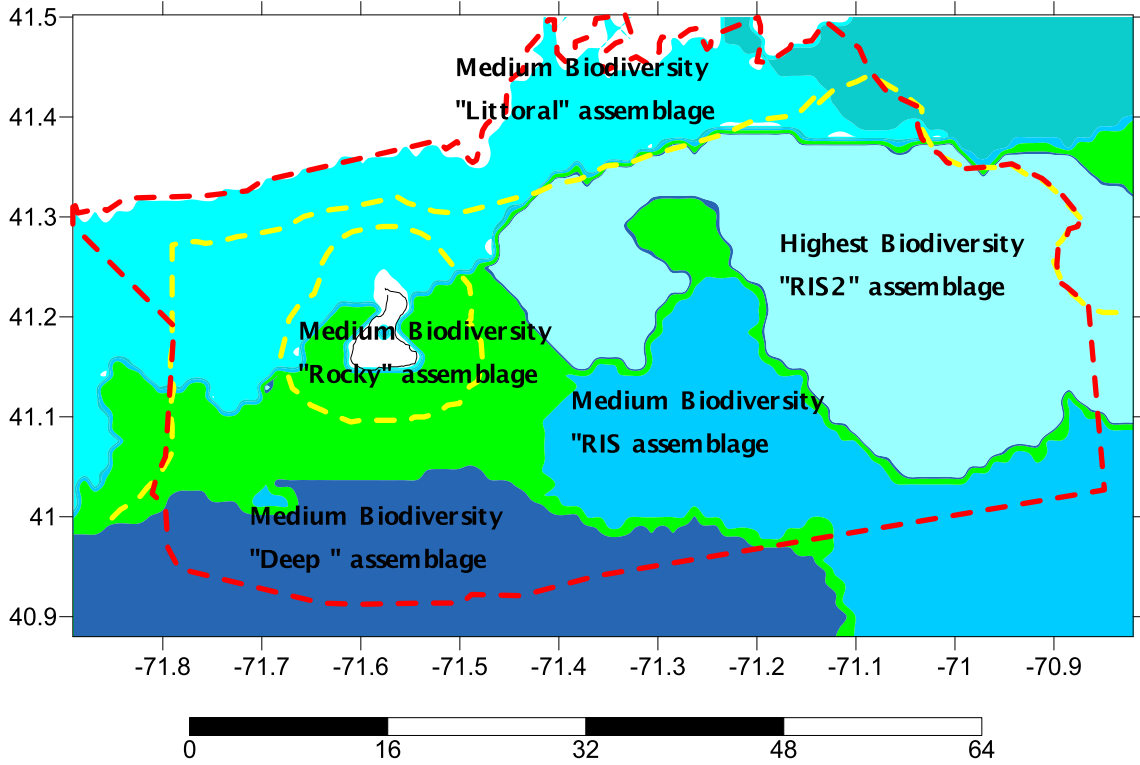 41.5
Medium Biodiversity
"Littoral" assemblage
41.4
41.3
Highest Biodiversity
"RIS2" assemblage
41.2
Medium Biodiversity
"Rocky" assemblage
Medium Biodiversity
"RIS assemblage
41.1
Medium Biodiversity
"Deep " assemblage
41
40.9
-71.8 -71.7 -71.6 -71.5 -71.4 -71.3 -71.2 -71.1 -71 -70.9
0 16 32 48 64